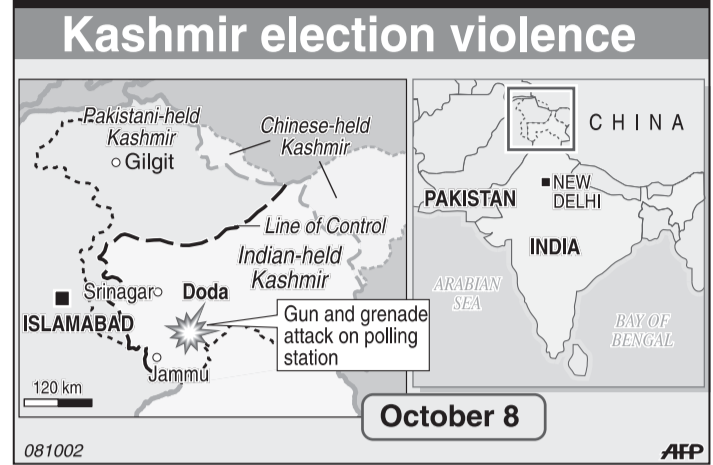 Kashmir election violence
Pakistani-held
Kashmir
Gilgit
Chinese-held
Kashmir
Line of Control
Indian-held
Kashmir
Srinagar
Doda
ISLAMABAD
Gun and grenade
attack on polling
station
Jammu
120 km
CHINA
PAKISTAN
NEW
DELHI
INDIA
ARABIAN
SEA
BAY OF
BENGAL
October 8
081002
AFP